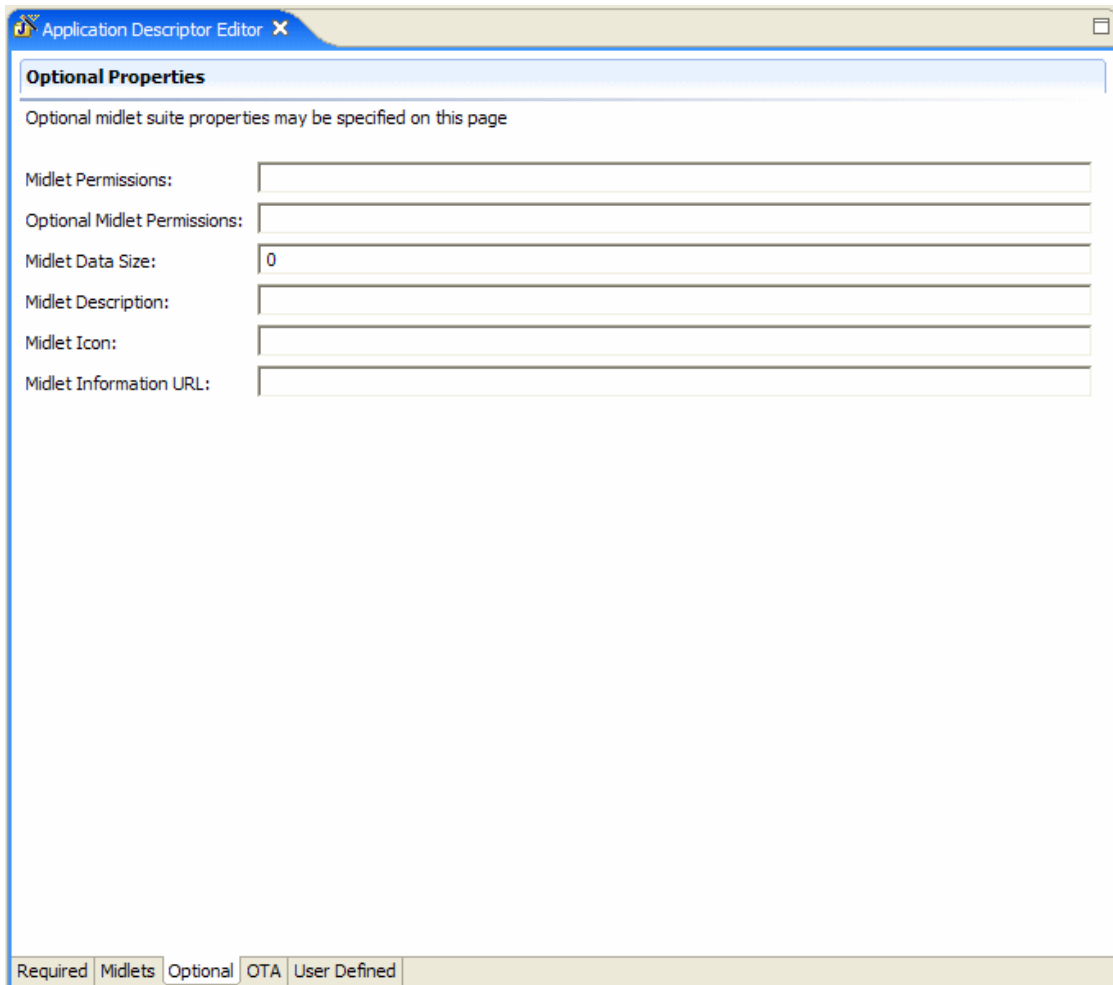 Application Descriptor Editor
Optional Properties
Optional midlet suite properties may be specified on this page
Midlet Permissions:
Optional Midlet Permissions:
Midlet Data Size: 0
Midlet Description:
Midlet Icon:
Midlet Information URL:
Required Midlets Optional OTA User Defined